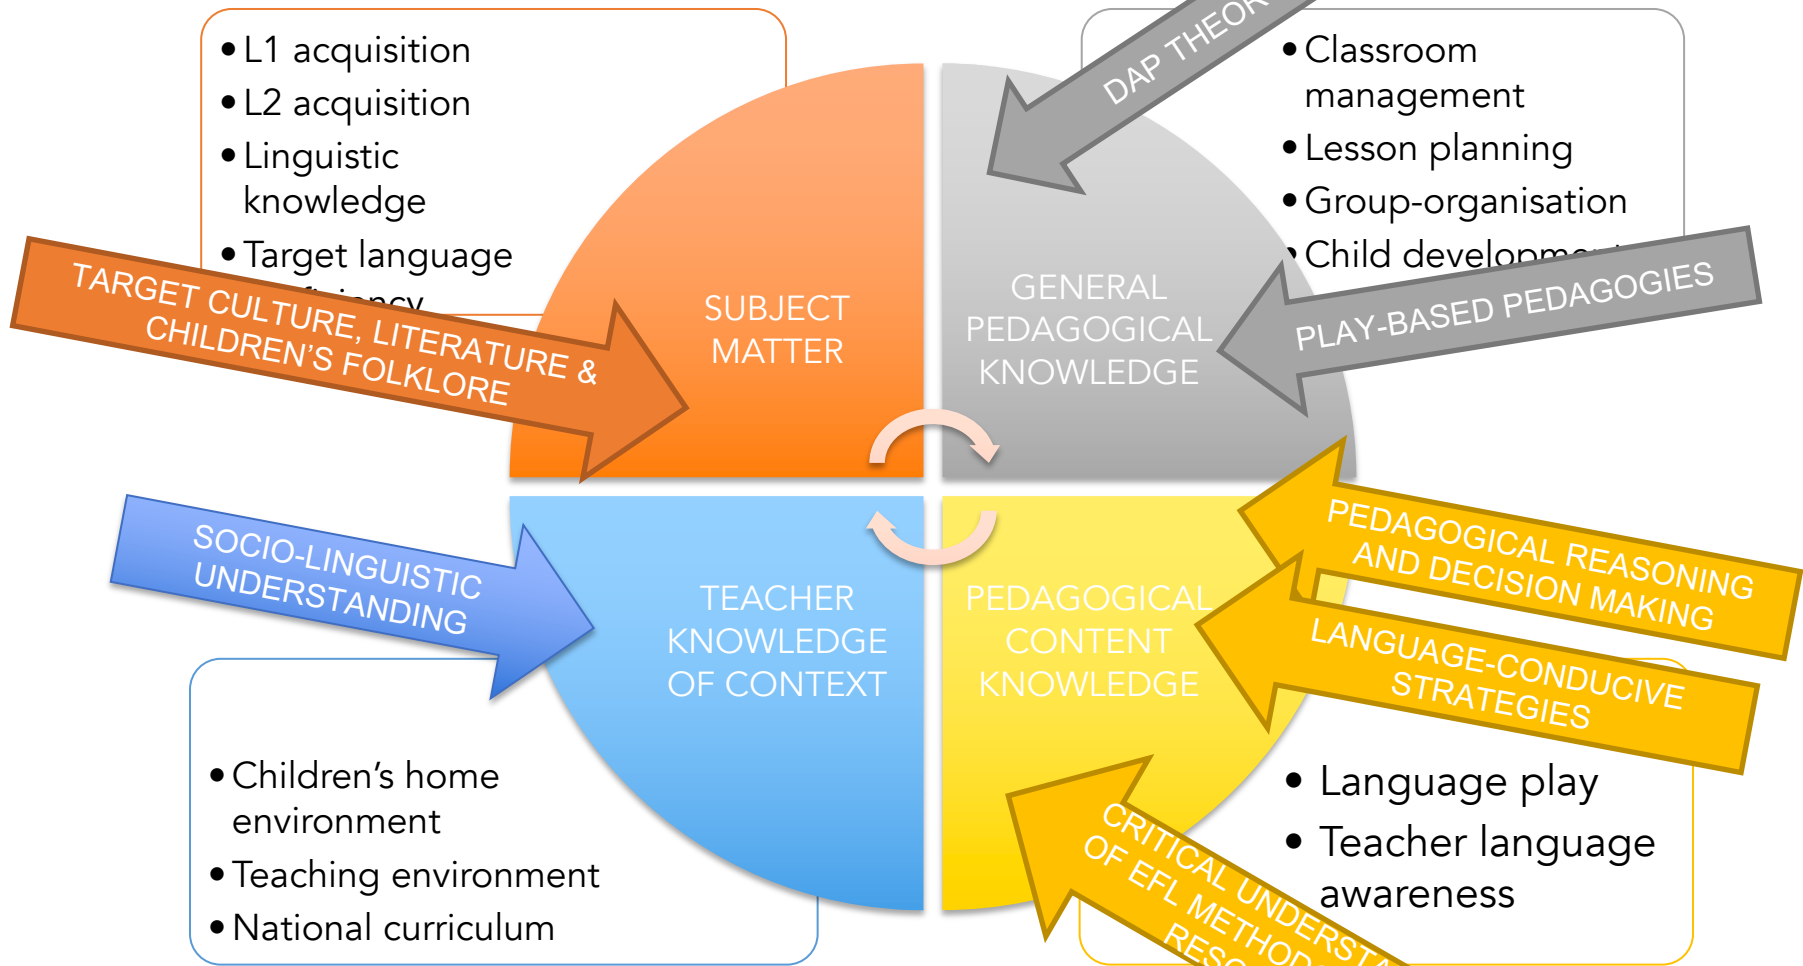 • L1 acquisition
• L2 acquisition
• Linguistic
knowledge
• Target language
TARGET CULTURE, LITERATURE &
CHILDREN’S FOLKLORE
SUBJECT
MATTER
DAP
• Classroom
management
• Lesson planning
• Group-organisation
• Child
GENERAL
PEDAGOGICAL
KNOWLEDGE
PLAY-BASED PEDAGOGIES
SOCIO-LINGUISTIC
UNDERSTANDING
TEACHER
KNOWLEDGE
OF CONTEXT
• Children’s home
environment
• Teaching environment
• National curriculum
PEDAGOGICAL
CONTENT
KNOWLEDGE
PEDAGOGICAL REASONING
AND DECISION MAKING
LANGUAGE-CONDUCIVE
STRATEGIES
• Language play
• Teacher language
awareness
CRITICAL
OF EFL